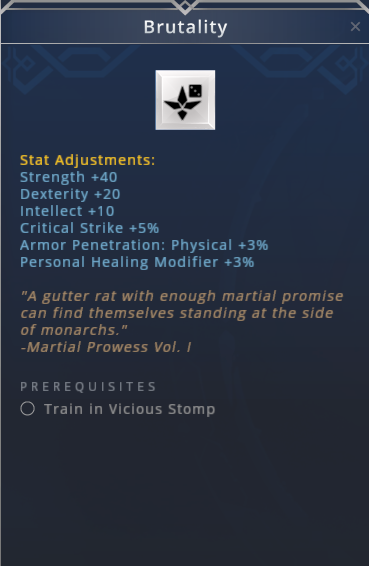 Brutality
Stat Adjustments:
Strength +40
Dexterity +20
Intellect +10
Critical Strike +5%
Armor Penetration: Physical +3%
Personal Healing Modifier +3%
"A gutter rat with enough martial promise
can find themselves standing at the side
of monarchs."
-Martial Prowess Vol. I
PREREQUISITES
Train in Vicious Stomp